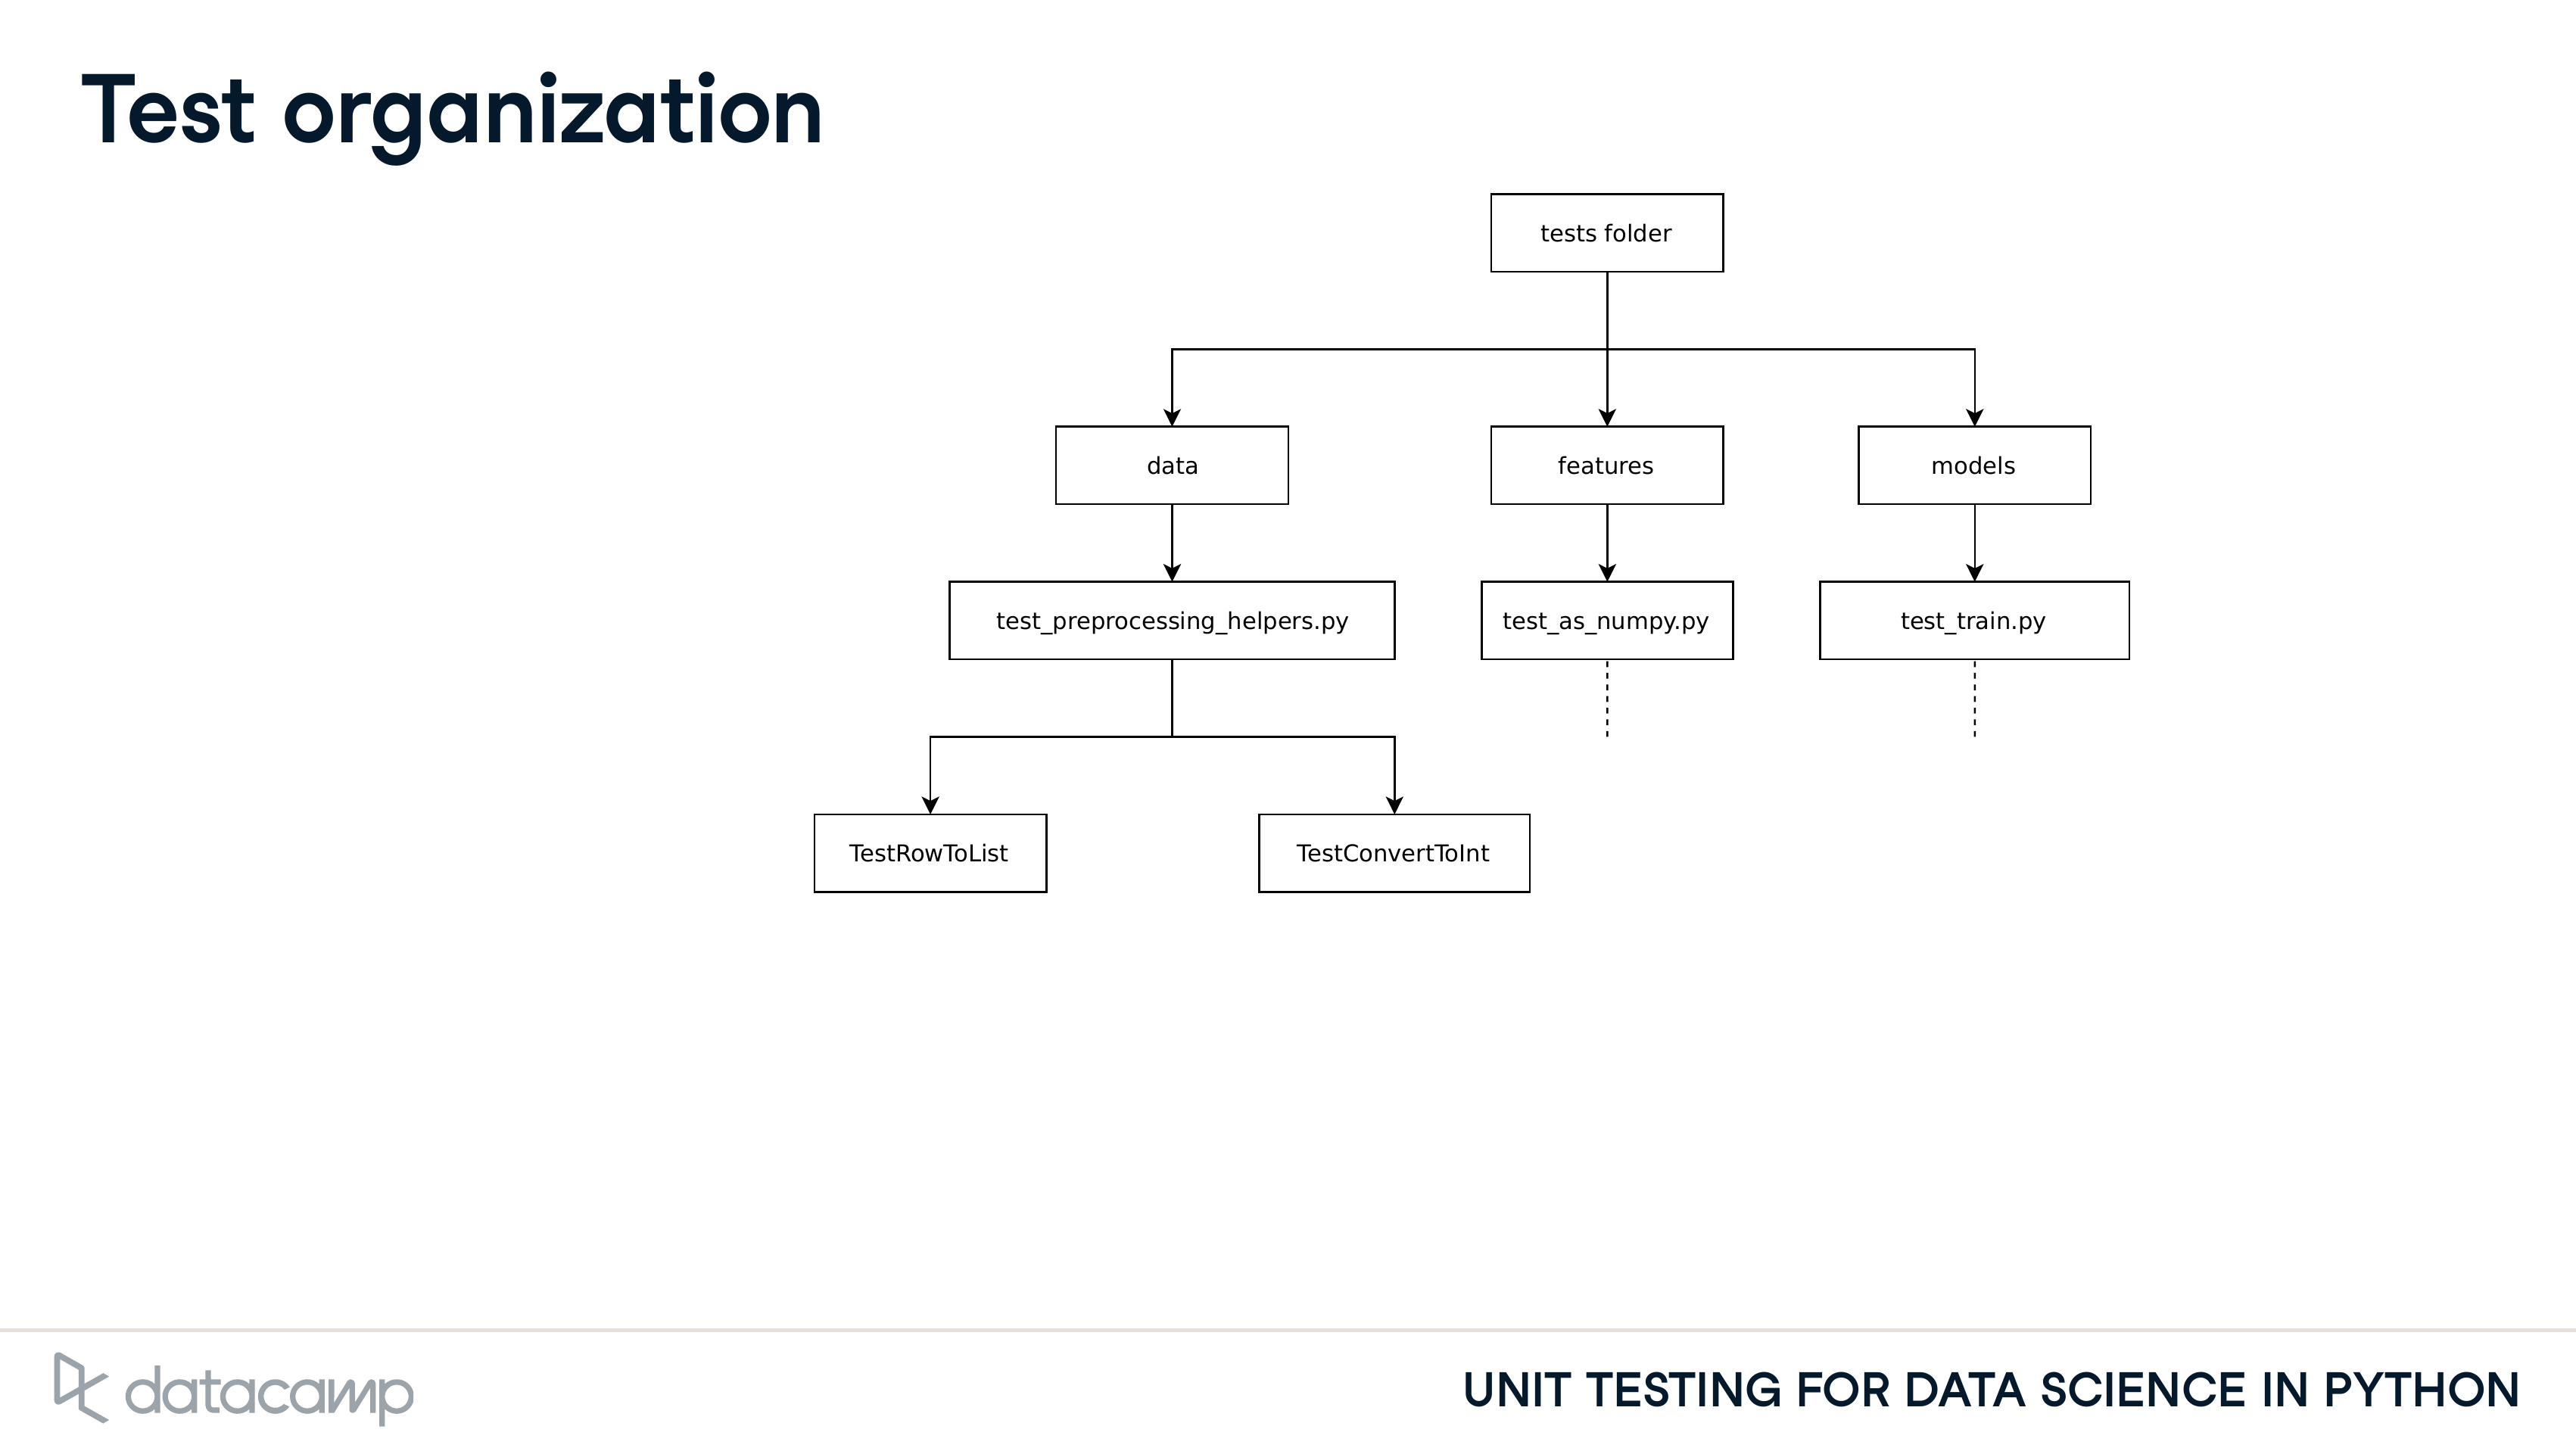 Test organization
tests folder
data
features
models
test_preprocessing_helpers.py
test_as_numpy.py
test_train.py
TestRowToList
TestConvertToInt
datacamp
UNIT TESTING FOR DATA SCIENCE IN PYTHON